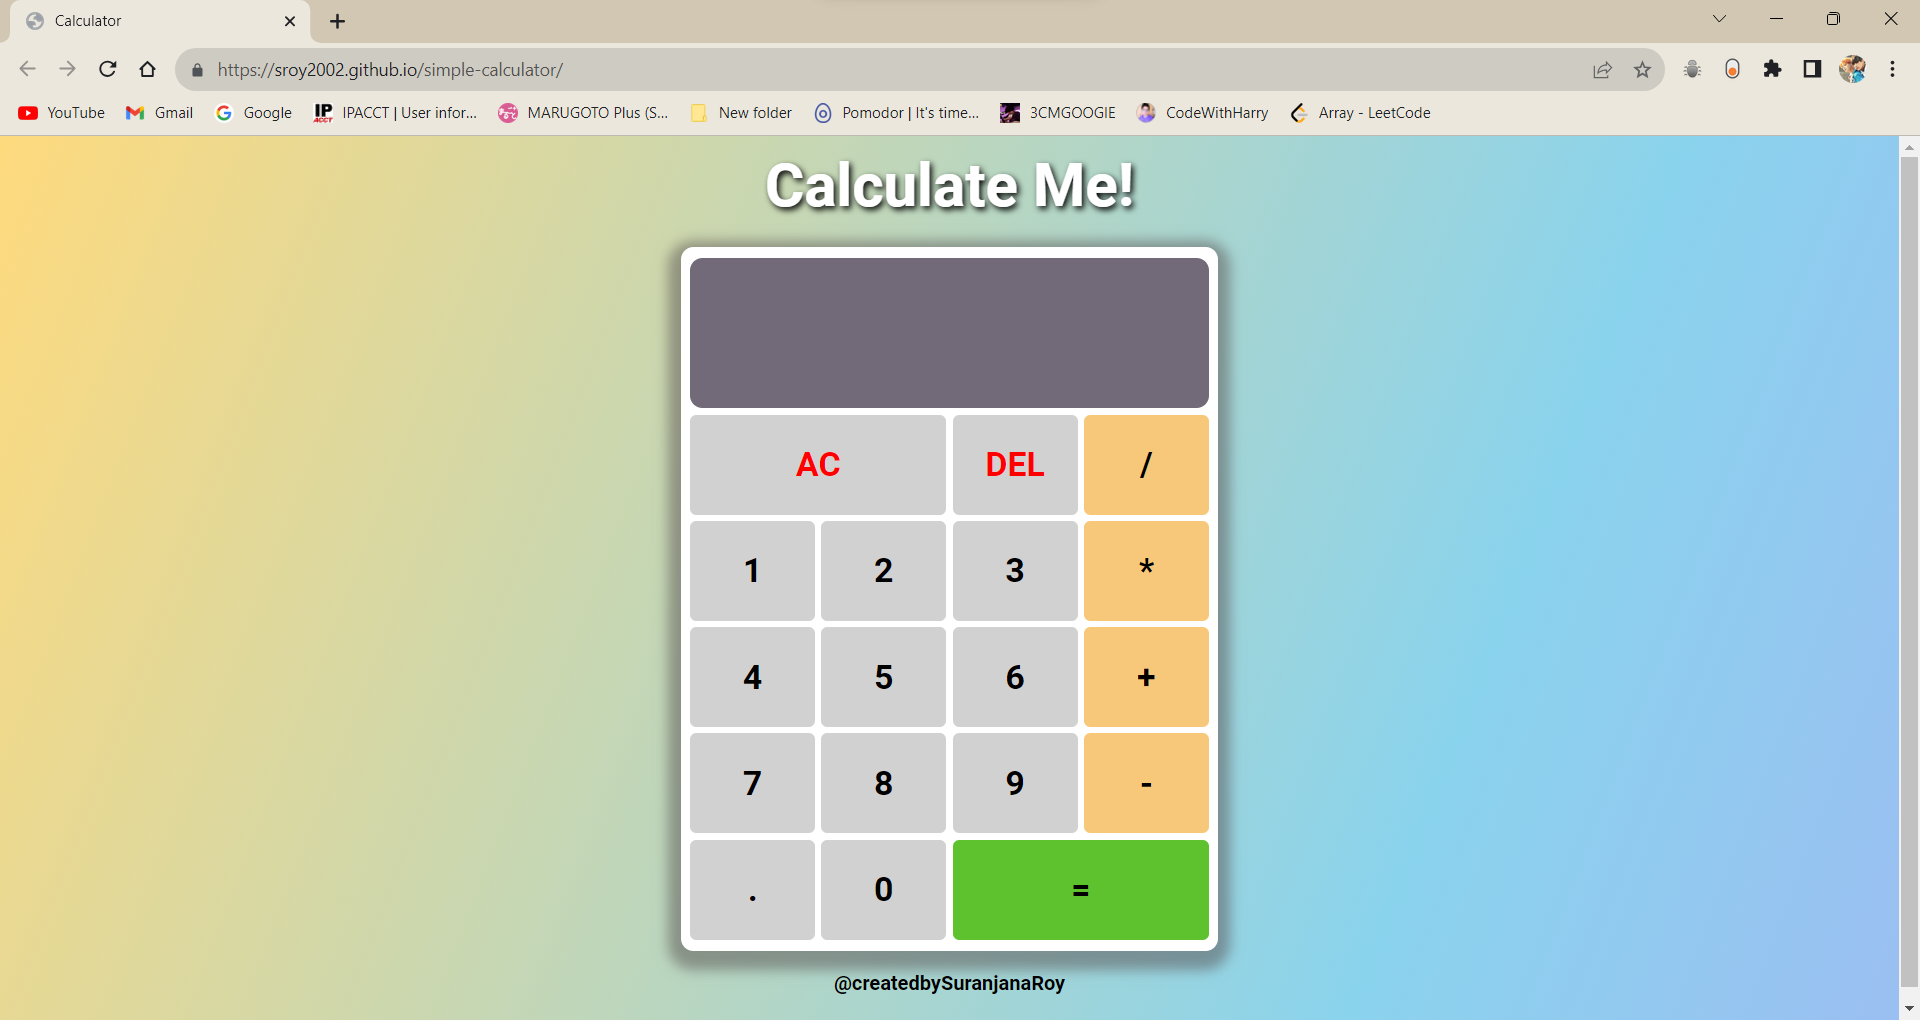 Calculator
https://sroy2002.github.io/simple-calculator/
YouTube Gmail Google IP ACCT IPACCT | User infor... MARUGOTO Plus (S... New folder Pomodor | It's time... 3CMGOOGIE CodeWithHarry Array - LeetCode
Calculate Me!
AC DEL /
1 2 3 *
4 5 6 +
7 8 9 -
. 0 =
@createdbySuranjanaRoy